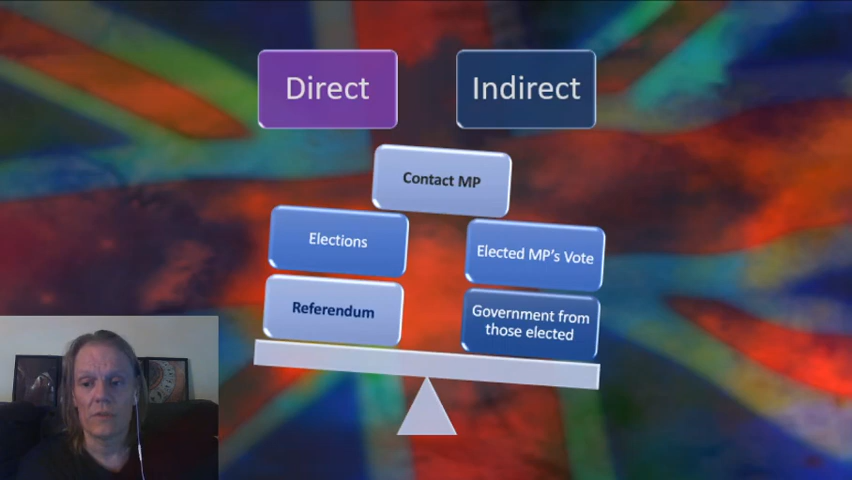 Direct
Indirect
Contact MP
Elections
Elected MP's Vote
Referendum
Government from
those elected